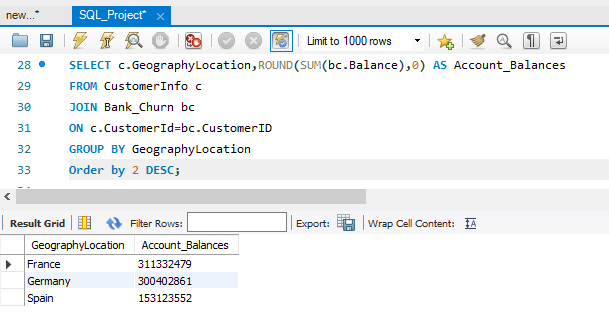 new...*
SQL_Project*
Limit to 1000 rows
28 SELECT c.GeographyLocation,ROUND(SUM(bc.Balance),0) AS Account_Balances
29 FROM CustomerInfo c
30 JOIN Bank_Churn bc
31 ON c.CustomerId=bc.CustomerID
32 GROUP BY GeographyLocation
33 Order by 2 DESC;
Result Grid Filter Rows: Export: Wrap Cell Content:
GeographyLocation Account_Balances
France 311332479
Germany 300402861
Spain 153123552